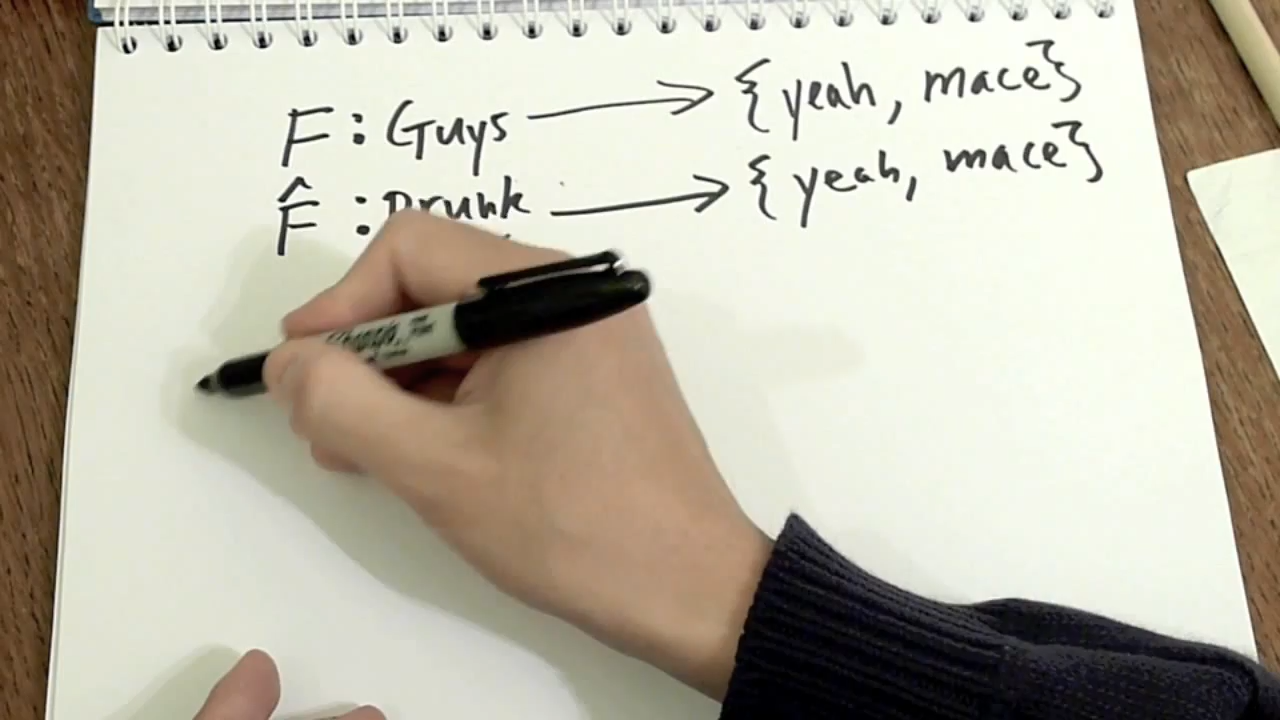 F : Guys → {yeah, mace}
F̂ : Drunk → {yeah, mace}